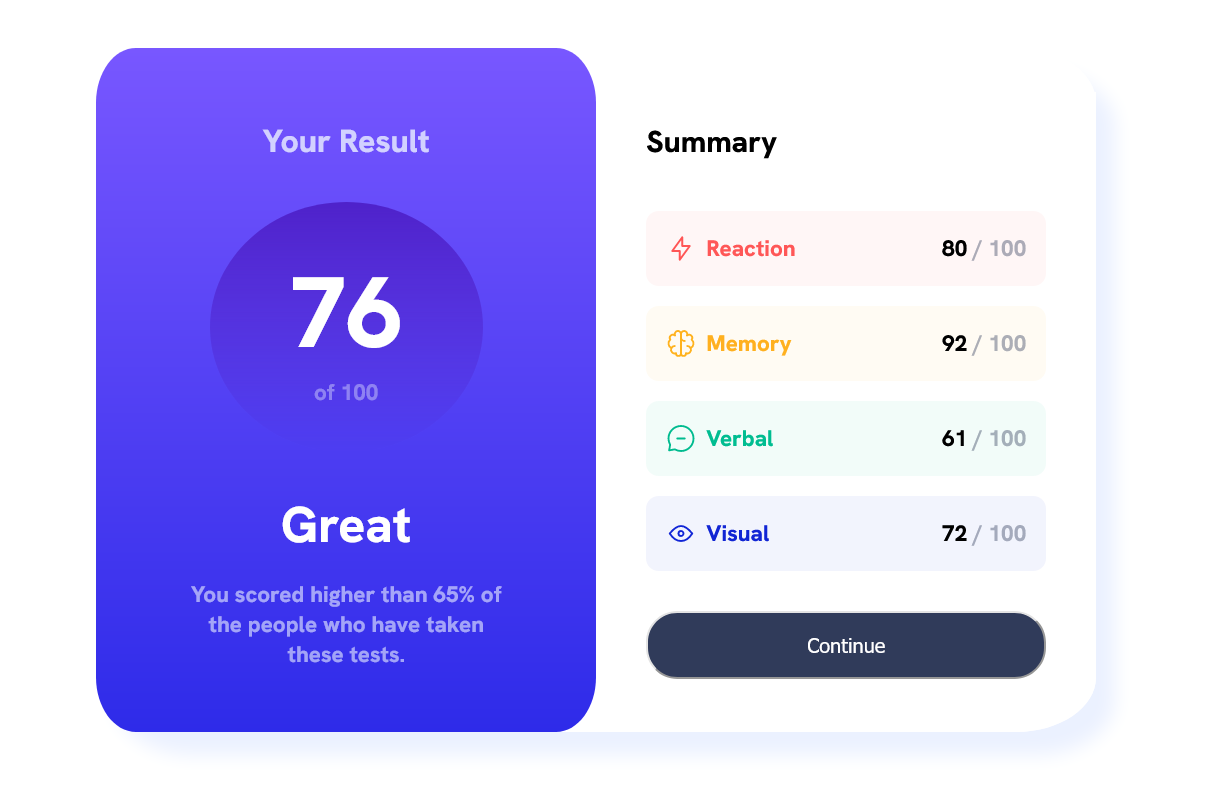 Your Result
76
of 100
Great
You scored higher than 65% of
the people who have taken
these tests.
Summary
Reaction 80 / 100
Memory 92 / 100
Verbal 61 / 100
Visual 72 / 100
Continue